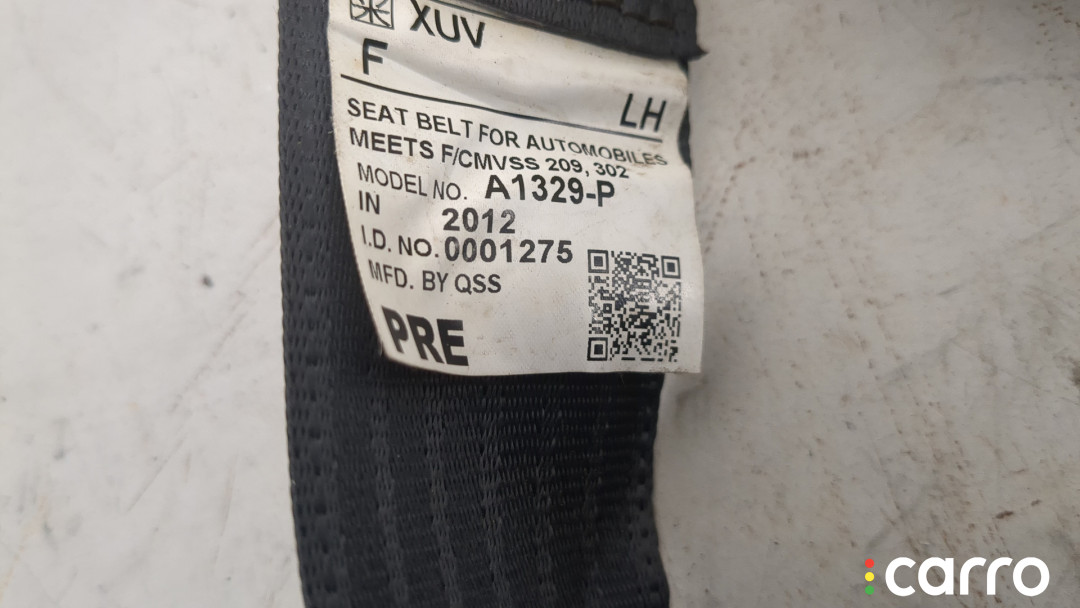 XUV
F
LH
SEAT BELT FOR AUTOMOBILES
MEETS F/CMVSS 209, 302
MODEL NO. A1329-P
IN 2012
I.D. NO. 0001275
MFD. BY QSS
PRE
carro